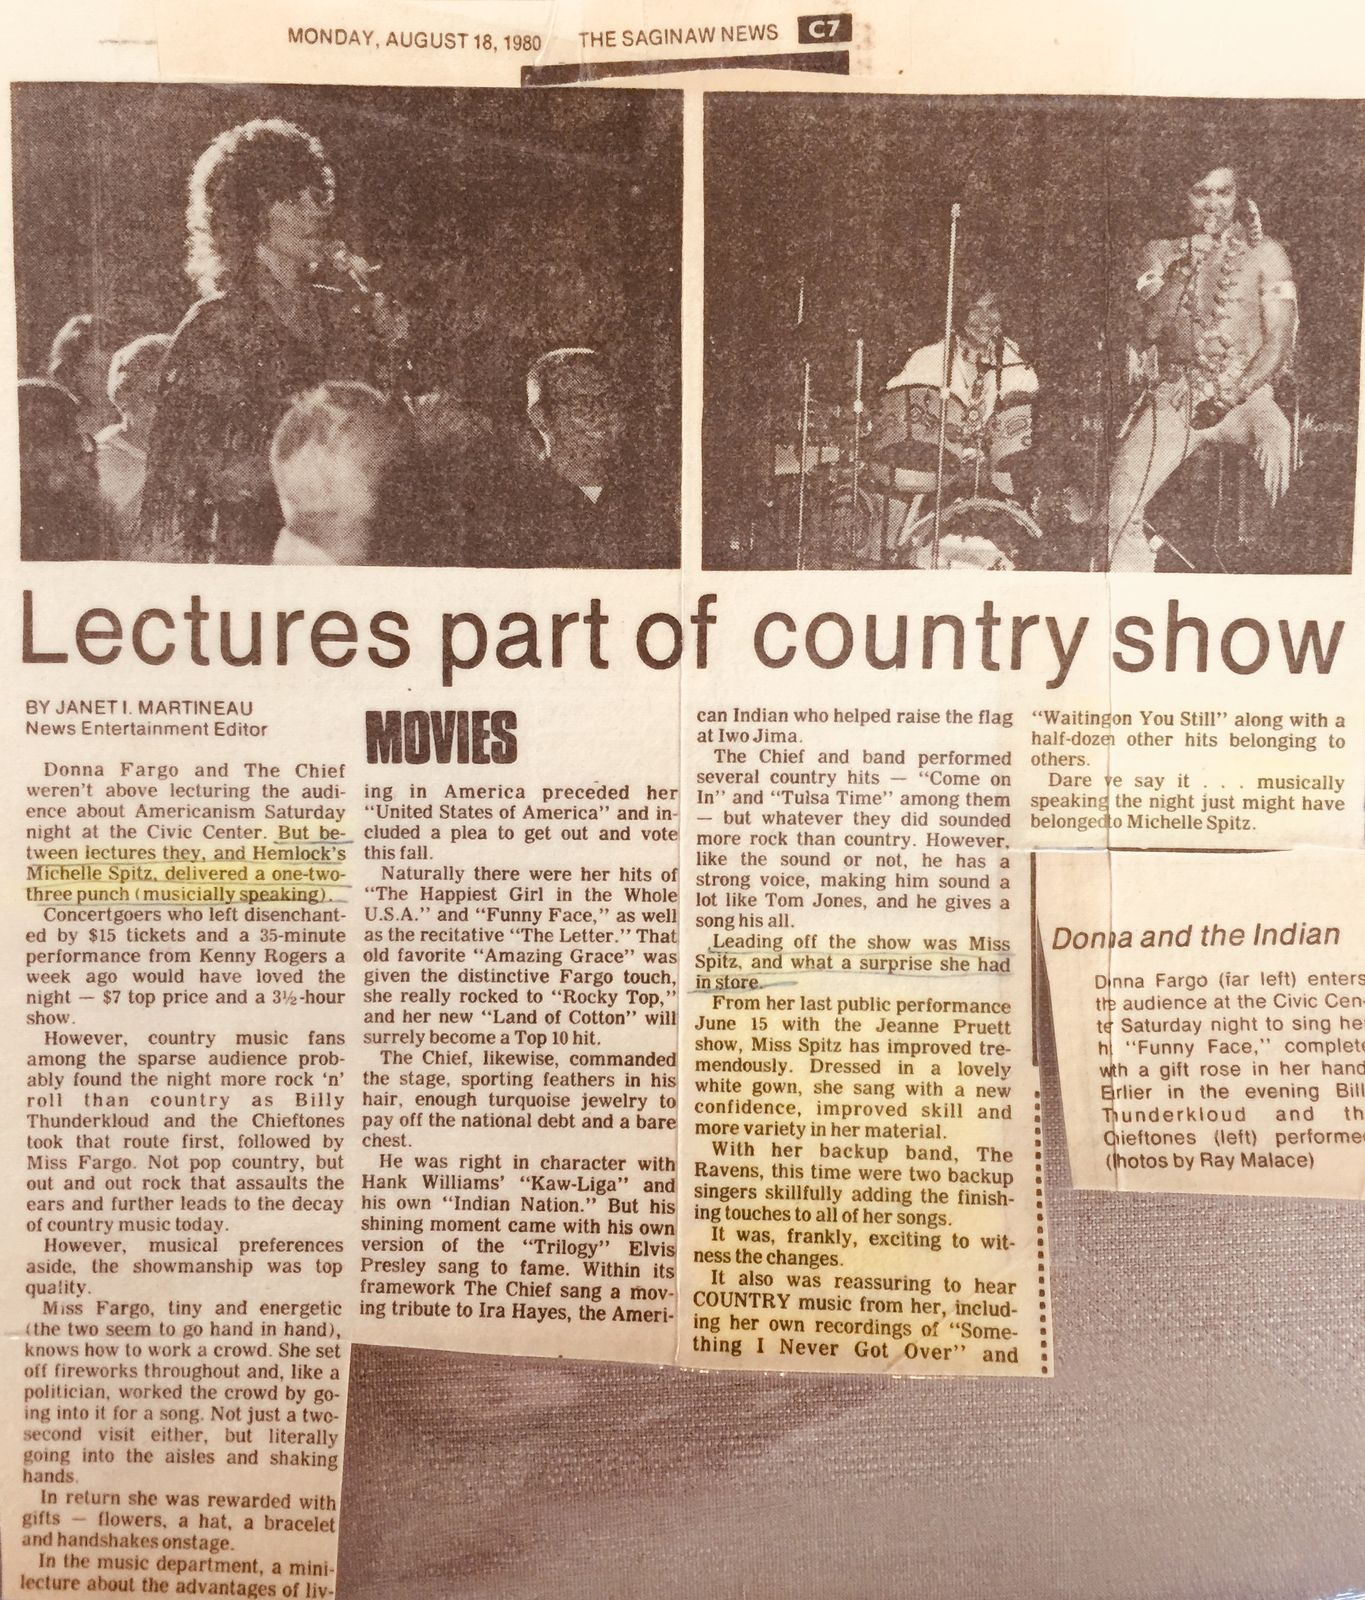 MONDAY, AUGUST 18, 1980 THE SAGINAW NEWS C7
Lectures part of country show
BY JANET I. MARTINEAU
News Entertainment Editor
Donna Fargo and The Chief
weren't above lecturing the audi-
ence about Americanism Saturday
night at the Civic Center. But be-
tween lectures they, and Hemlock's
Michelle Spitz, delivered a one-two-
three punch (musicially speaking).
Concertgoers who left disenchant-
ed by $15 tickets and a 35-minute
performance from Kenny Rogers a
week ago would have loved the
night — $7 top price and a 3½-hour
show.
However, country music fans
among the sparse audience prob-
ably found the night more rock 'n'
roll than country as Billy
Thunderkloud and the Chieftones
took that route first, followed by
Miss Fargo. Not pop country, but
out and out rock that assaults the
ears and further leads to the decay
of country music today.
However, musical preferences
aside, the showmanship was top
quality.
Miss Fargo, tiny and energetic
(the two seem to go hand in hand),
knows how to work a crowd. She set
off fireworks throughout and, like a
politician, worked the crowd by go-
ing into it for a song. Not just a two-
second visit either, but literally
going into the aisles and shaking
hands.
In return she was rewarded with
gifts — flowers, a hat, a bracelet
and handshakes onstage.
In the music department, a mini-
lecture about the advantages of liv-
MOVIES
ing in America preceded her
"United States of America" and in-
cluded a plea to get out and vote
this fall.
Naturally there were her hits of
"The Happiest Girl in the Whole
U.S.A." and "Funny Face," as well
as the recitative "The Letter." That
old favorite "Amazing Grace" was
given the distinctive Fargo touch,
she really rocked to "Rocky Top,"
and her new "Land of Cotton" will
surrely become a Top 10 hit.
The Chief, likewise, commanded
the stage, sporting feathers in his
hair, enough turquoise jewelry to
pay off the national debt and a bare
chest.
He was right in character with
Hank Williams' "Kaw-Liga" and
his own "Indian Nation." But his
shining moment came with his own
version of the "Trilogy" Elvis
Presley sang to fame. Within its
framework The Chief sang a mov-
ing tribute to Ira Hayes, the Ameri-
can Indian who helped raise the flag
at Iwo Jima.
The Chief and band performed
several country hits — "Come on
In" and "Tulsa Time" among them
— but whatever they did sounded
more rock than country. However,
like the sound or not, he has a
strong voice, making him sound a
lot like Tom Jones, and he gives a
song his all.
Leading off the show was Miss
Spitz, and what a surprise she had
in store.
From her last public performance
June 15 with the Jeanne Pruett
show, Miss Spitz has improved tre-
mendously. Dressed in a lovely
white gown, she sang with a new
confidence, improved skill and
more variety in her material.
With her backup band, The
Ravens, this time were two backup
singers skillfully adding the finish-
ing touches to all of her songs.
It was, frankly, exciting to wit-
ness the changes.
It also was reassuring to hear
COUNTRY music from her, includ-
ing her own recordings of "Some-
thing I Never Got Over" and
"Waiting on You Still" along with a
half-dozen other hits belonging to
others.
Dare we say it . . . musically
speaking the night just might have
belonged to Michelle Spitz.
Donna and the Indian
Donna Fargo (far left) enters
the audience at the Civic Cen-
ter Saturday night to sing he
hi "Funny Face," complete
with a gift rose in her hand
Earlier in the evening Bill
Thunderkloud and th
Chieftones (left) performe
(Photos by Ray Malace)